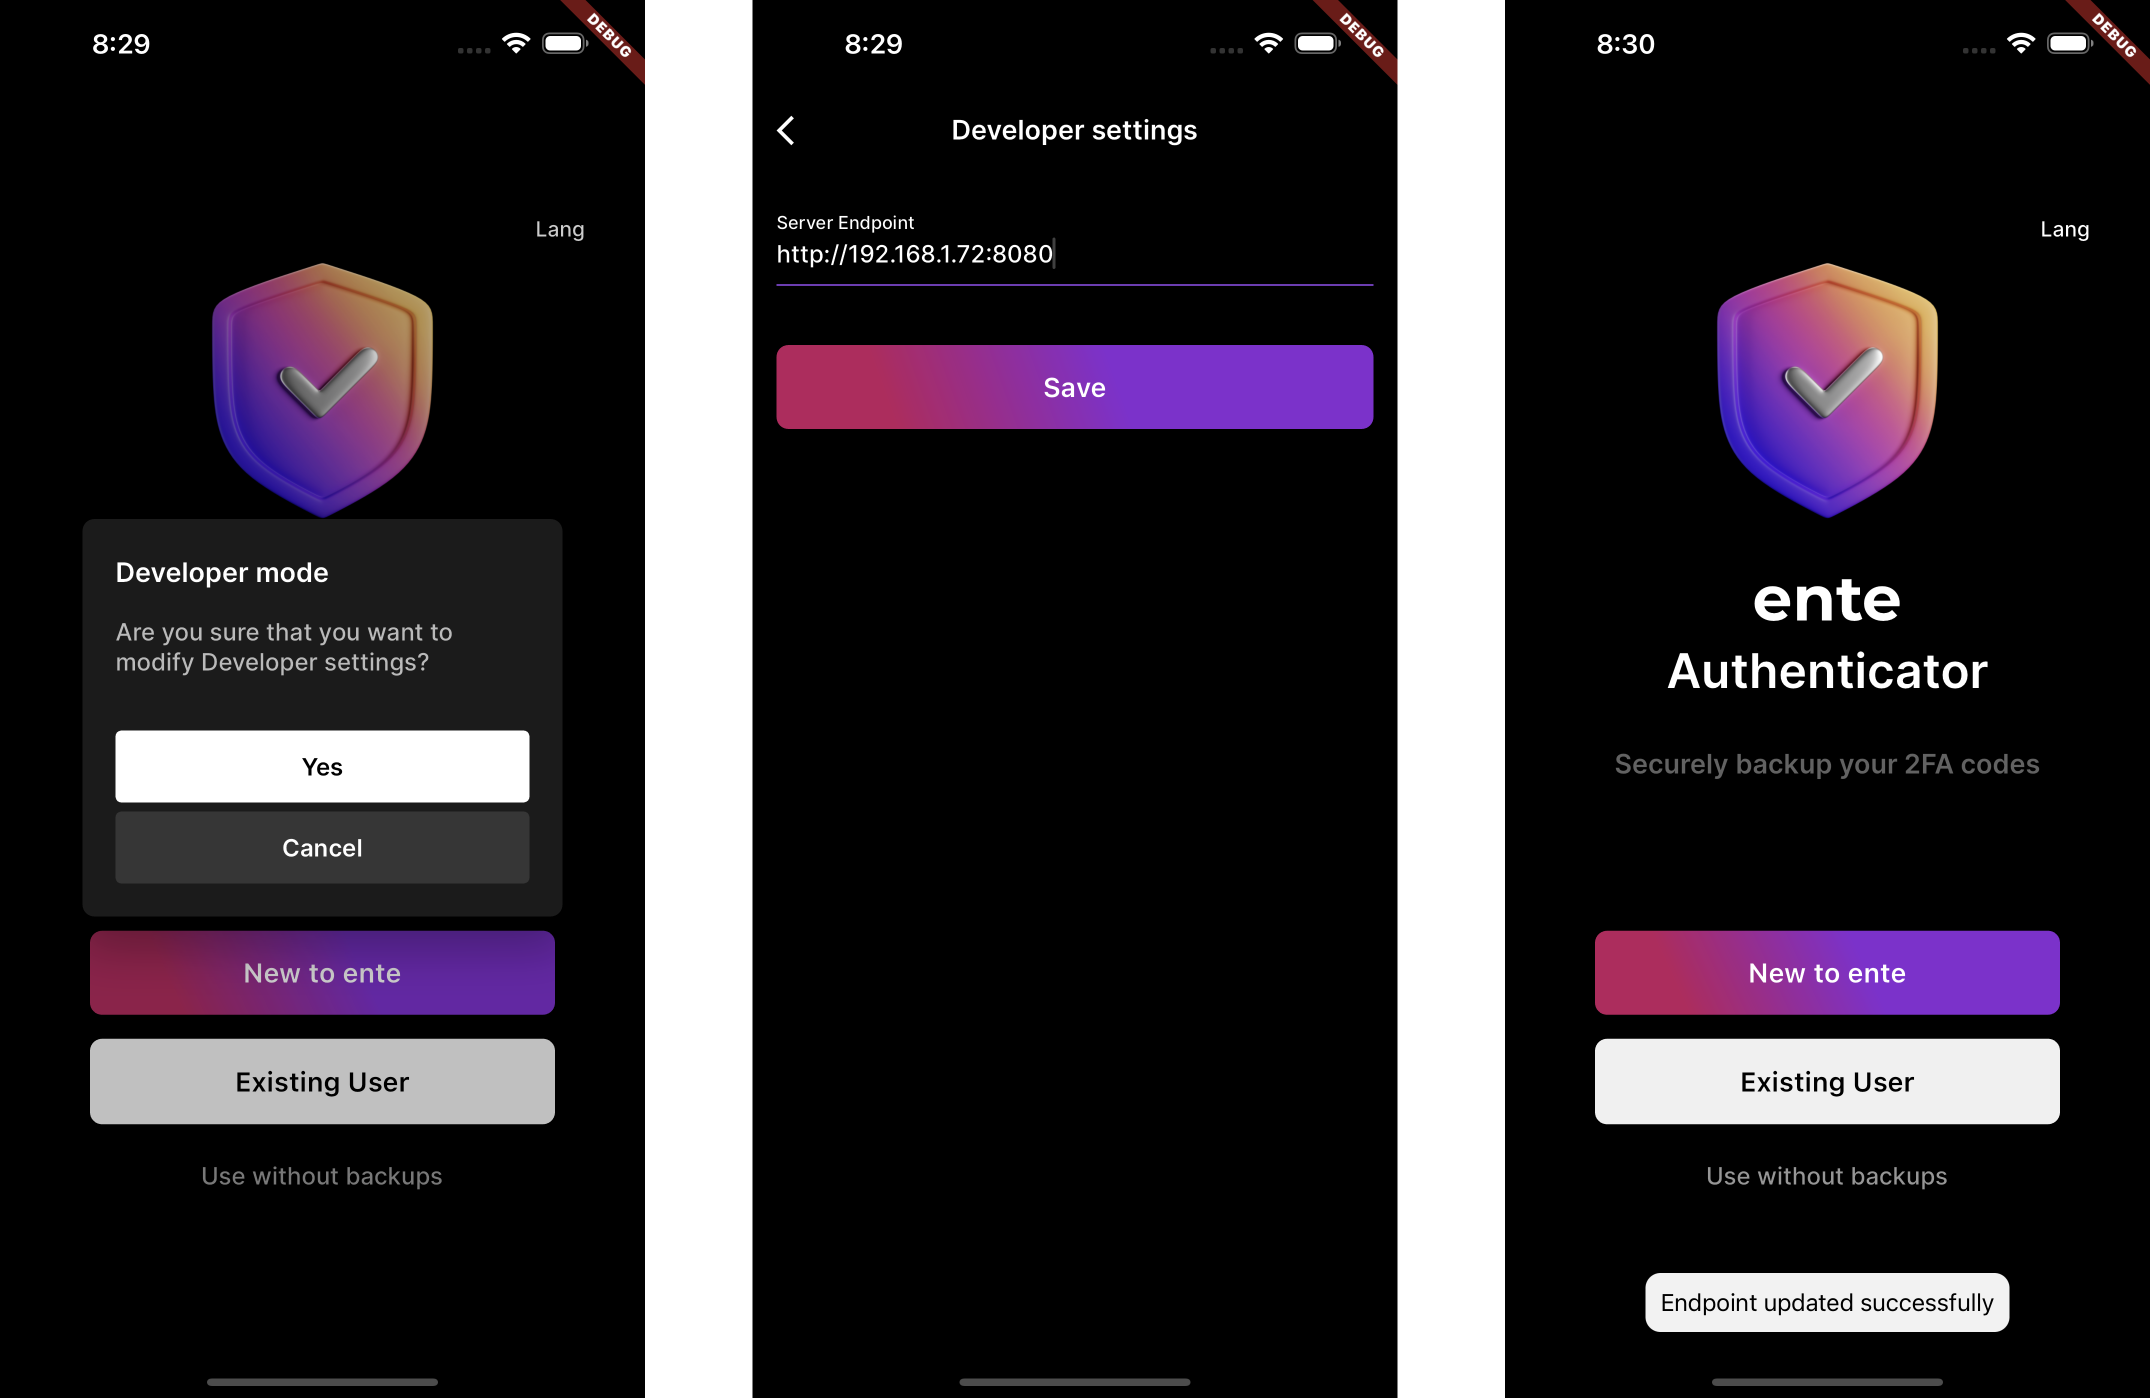 8:29
DEBUG
Lang
Developer mode
Are you sure that you want to
modify Developer settings?
Yes
Cancel
New to ente
Existing User
Use without backups
8:29
DEBUG
Developer settings
Server Endpoint
http://192.168.1.72:8080
Save
8:30
DEBUG
Lang
ente
Authenticator
Securely backup your 2FA codes
New to ente
Existing User
Use without backups
Endpoint updated successfully